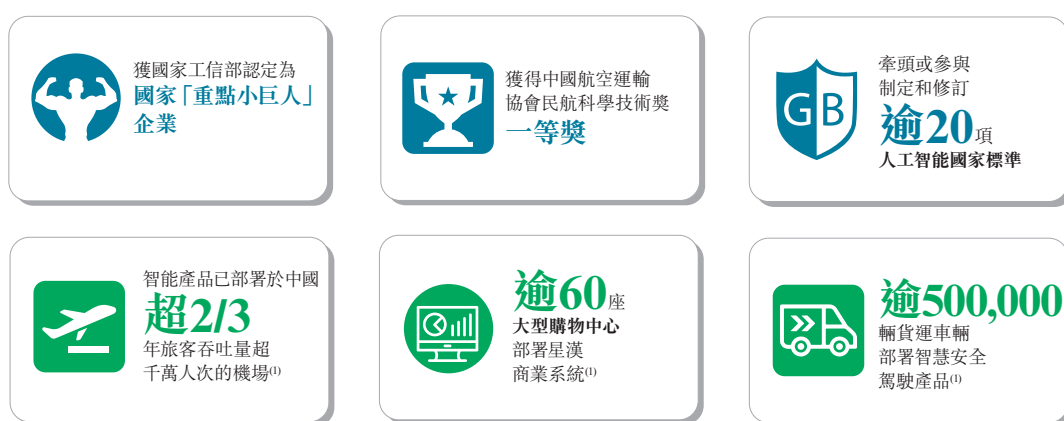 獲國家工信部認定為
國家「重點小巨人」
企業
獲得中國航空運輸
協會民航科學技術獎
一等獎
GB
牽頭或參與
制定和修訂
逾20項
人工智能國家標準
智能產品已部署於中國
超2/3
年旅客吞吐量超
千萬人次的機場(1)
逾60座
大型購物中心
部署星漢
商業系統(1)
逾500,000
輛貨運車輛
部署智慧安全
駕駛產品(1)